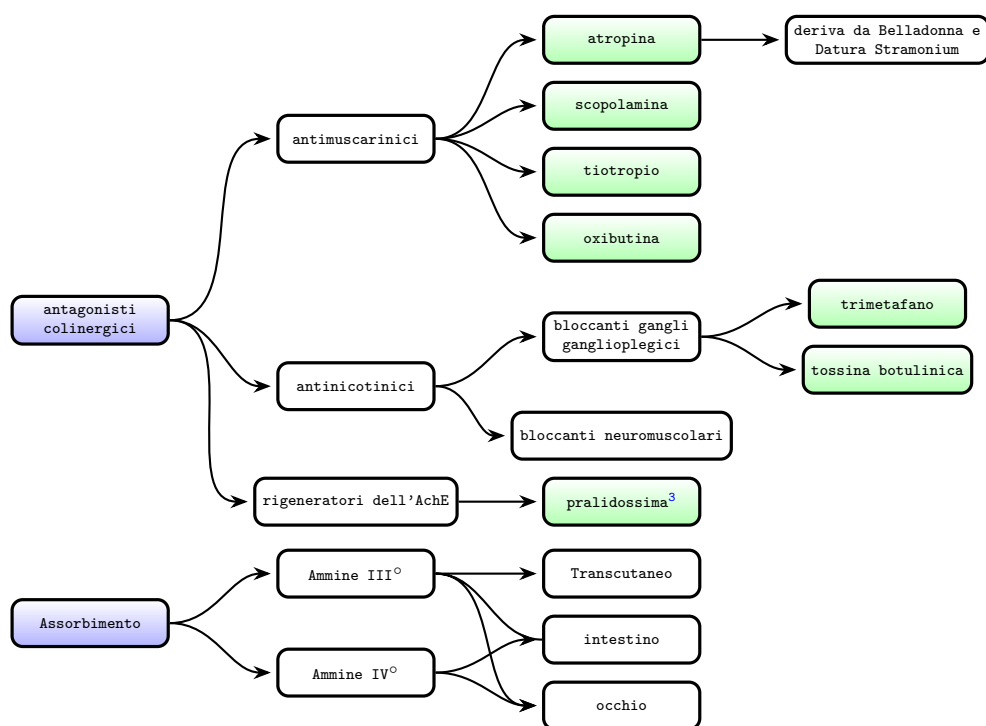 atropina
deriva da Belladonna e
Datura Stramonium
scopolamina
antimuscarinici
tiotropio
oxibutina
antagonisti
colinergici
bloccanti gangli
ganglioplegici
trimetafano
tossina botulinica
antinicotinici
bloccanti neuromuscolari
rigeneratori dell'AchE
pralidossima³
Ammine III°
Transcutaneo
Assorbimento
intestino
Ammine IV°
occhio